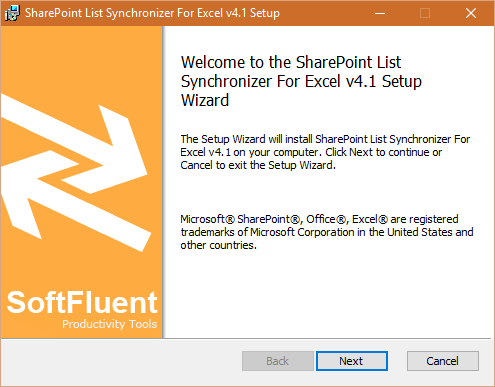 SharePoint List Synchronizer For Excel v4.1 Setup
Welcome to the SharePoint List
Synchronizer For Excel v4.1 Setup
Wizard
The Setup Wizard will install SharePoint List Synchronizer For
Excel v4.1 on your computer. Click Next to continue or
Cancel to exit the Setup Wizard.
Microsoft® SharePoint®, Office®, Excel® are registered
trademarks of Microsoft Corporation in the United States and
other countries.
SoftFluent
Productivity Tools
Back
Next
Cancel